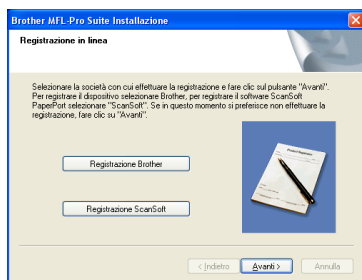 Brother MFL-Pro Suite Installazione
Registrazione in linea
Selezionare la società con cui effettuare la registrazione e fare clic sul pulsante "Avanti".
Per registrare il dispositivo selezionare Brother, per registrare il software ScanSoft
PaperPort selezionare "ScanSoft". Se in questo momento si preferisce non effettuare la
registrazione, fare clic su "Avanti".
Registrazione Brother
Registrazione ScanSoft
< Indietro
Avanti >
Annulla